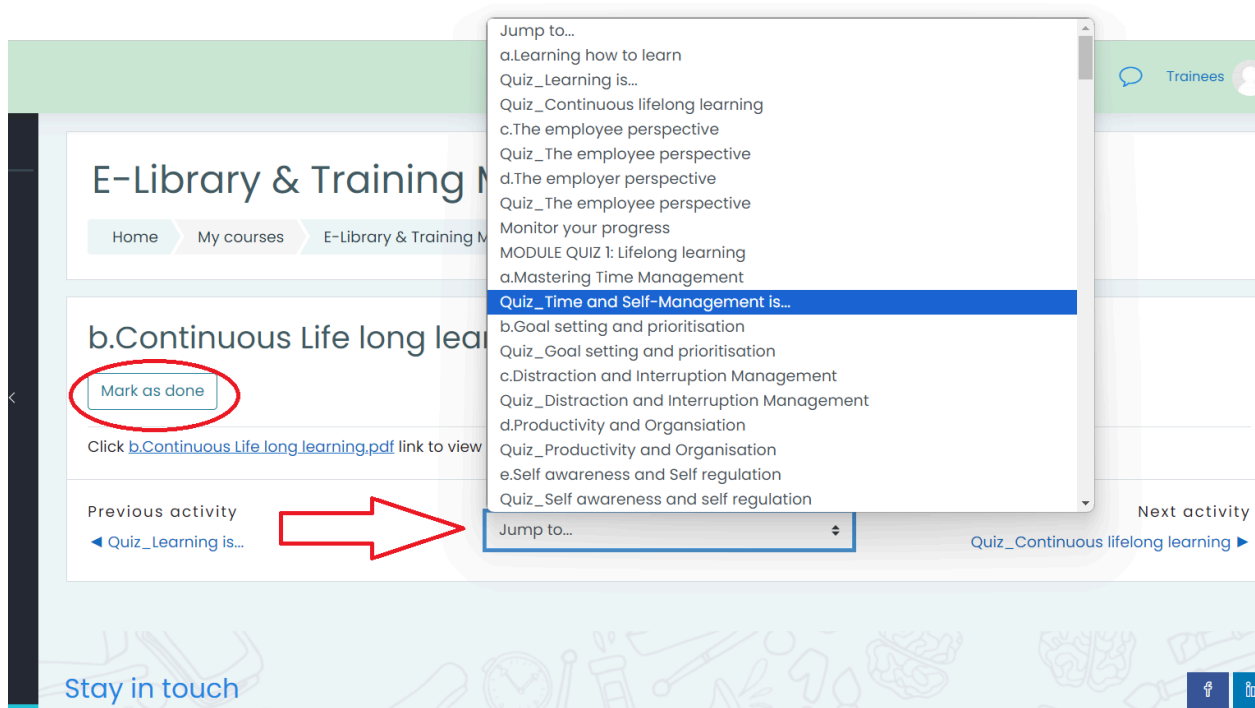 Jump to...
a.Learning how to learn
Quiz_Learning is...
Quiz_Continuous lifelong learning
c.The employee perspective
Quiz_The employee perspective
d.The employer perspective
Quiz_The employee perspective
Monitor your progress
MODULE QUIZ 1: Lifelong learning
a.Mastering Time Management
Quiz_Time and Self-Management is...
b.Goal setting and prioritisation
Quiz_Goal setting and prioritisation
c.Distraction and Interruption Management
Quiz_Distraction and Interruption Management
d.Productivity and Organsiation
Quiz_Productivity and Organisation
e.Self awareness and Self regulation
Quiz_Self awareness and self regulation
Trainees
E-Library & Training
Home My courses E-Library & Training M
b.Continuous Life long lear
Mark as done
Click b.Continuous Life long learning.pdf link to view
Previous activity
◄ Quiz_Learning is...
Jump to...
Next activity
Quiz_Continuous lifelong learning ►
Stay in touch